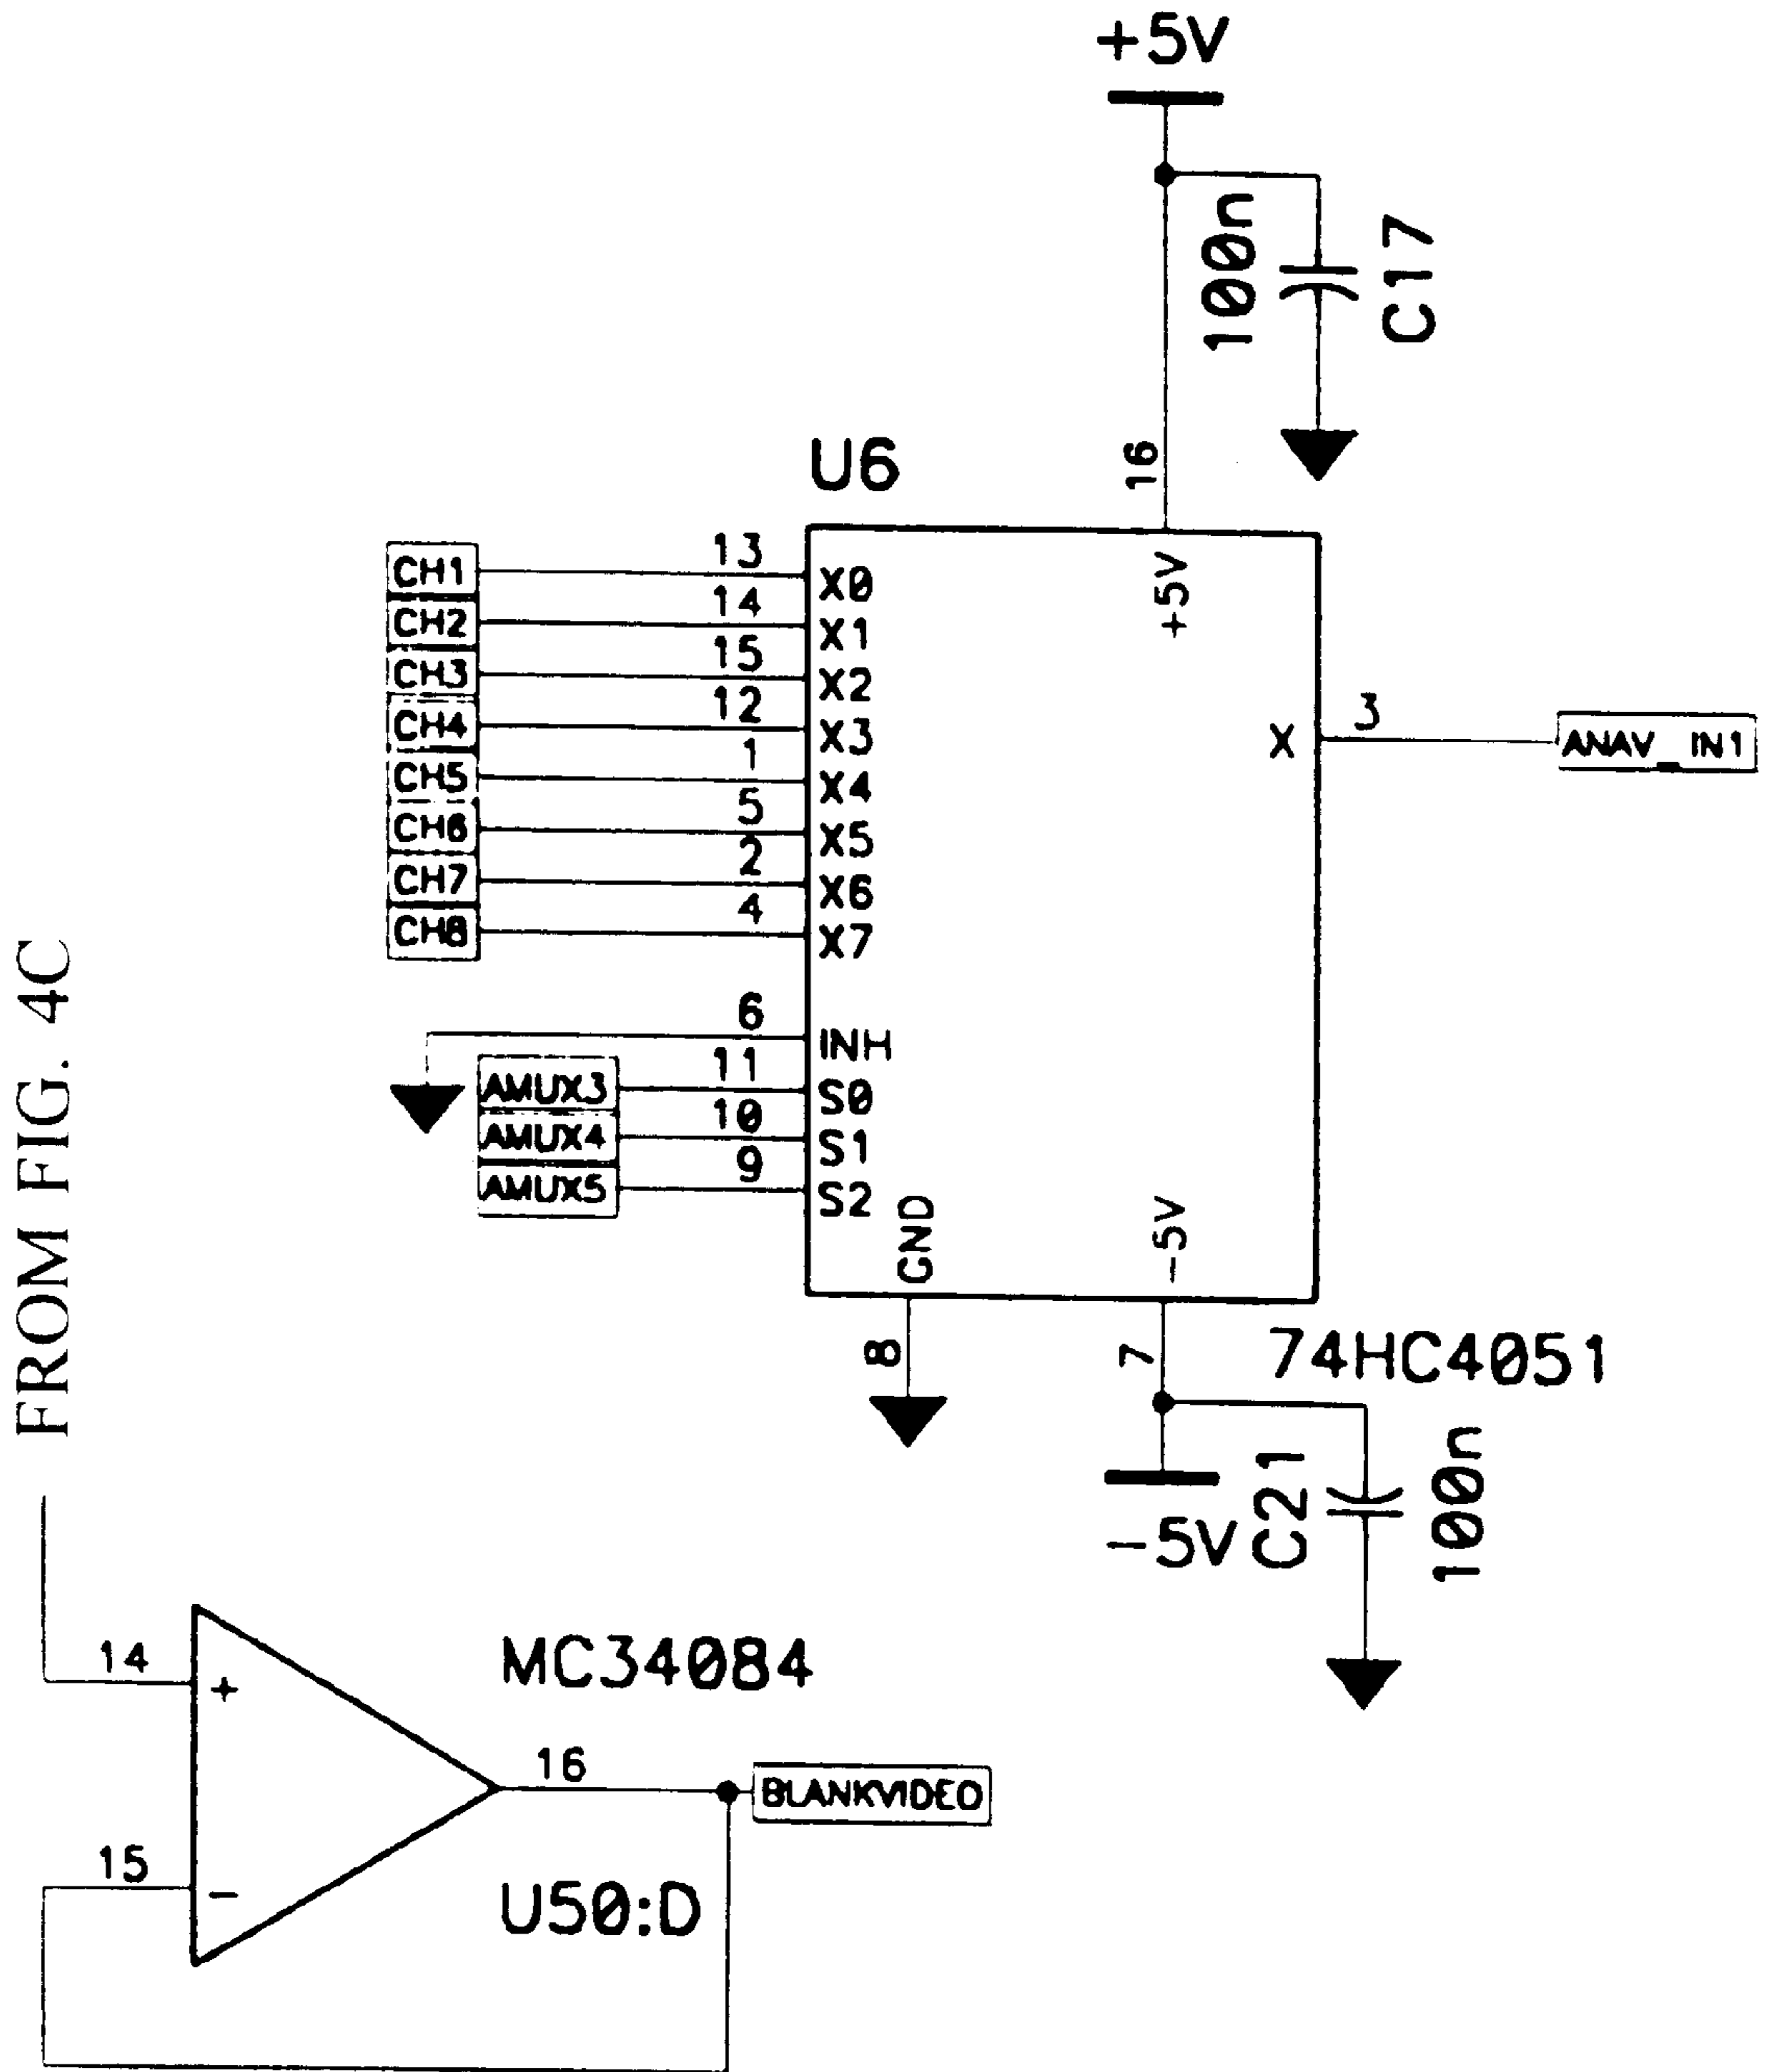 +5V
100n
C17
16
U6
CH1 13 X0
CH2 14 X1
CH3 15 X2
CH4 12 X3
CH5 1 X4
CH6 5 X5
CH7 2 X6
CH8 4 X7
+5V
X 3 ANAV_IN1
6 INH
AMUX3 11 S0
AMUX4 10 S1
AMUX5 9 S2
GND
-5V
8
7
74HC4051
-5V
C21
100n
FROM FIG. 4C
14 +
MC34084
16 BLANKVIDEO
15 -
U50:D